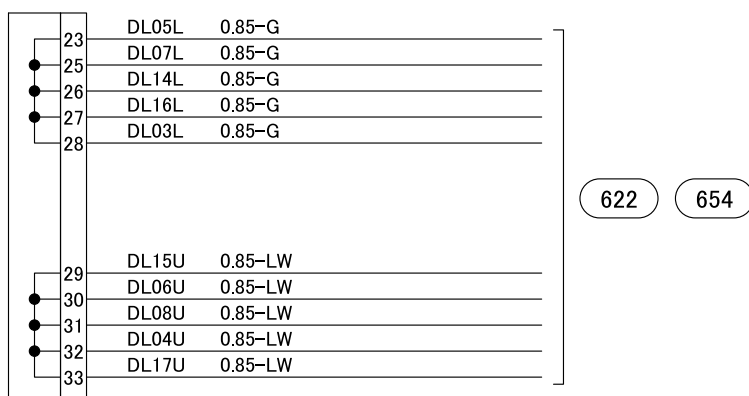 23 DL05L 0.85-G
25 DL07L 0.85-G
26 DL14L 0.85-G
27 DL16L 0.85-G
28 DL03L 0.85-G
622 654
29 DL15U 0.85-LW
30 DL06U 0.85-LW
31 DL08U 0.85-LW
32 DL04U 0.85-LW
33 DL17U 0.85-LW